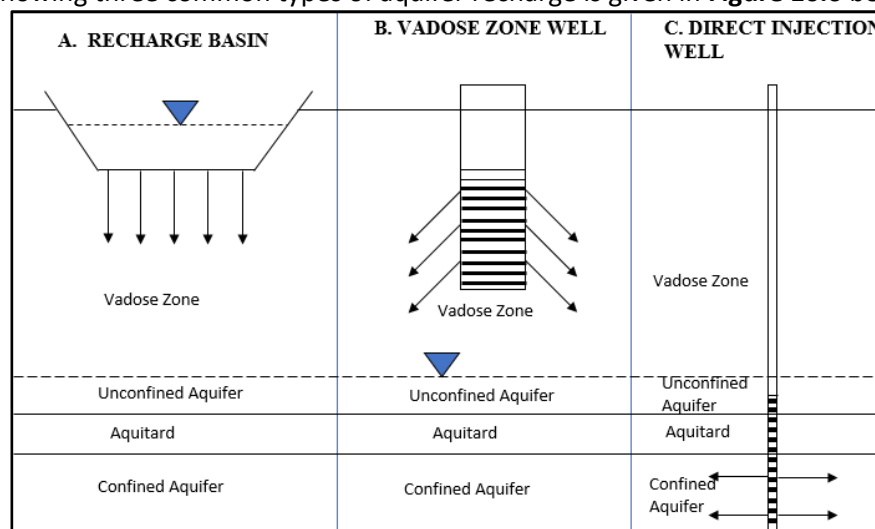 howing three common types of aquifer recharge is given in Figure
A. RECHARGE BASIN
B. VADOSE ZONE WELL
C. DIRECT INJECTION
WELL
Vadose Zone
Vadose Zone
Vadose Zone
Unconfined Aquifer
Unconfined Aquifer
Unconfined
Aquifer
Aquitard
Aquitard
Aquitard
Confined Aquifer
Confined Aquifer
Confined
Aquifer